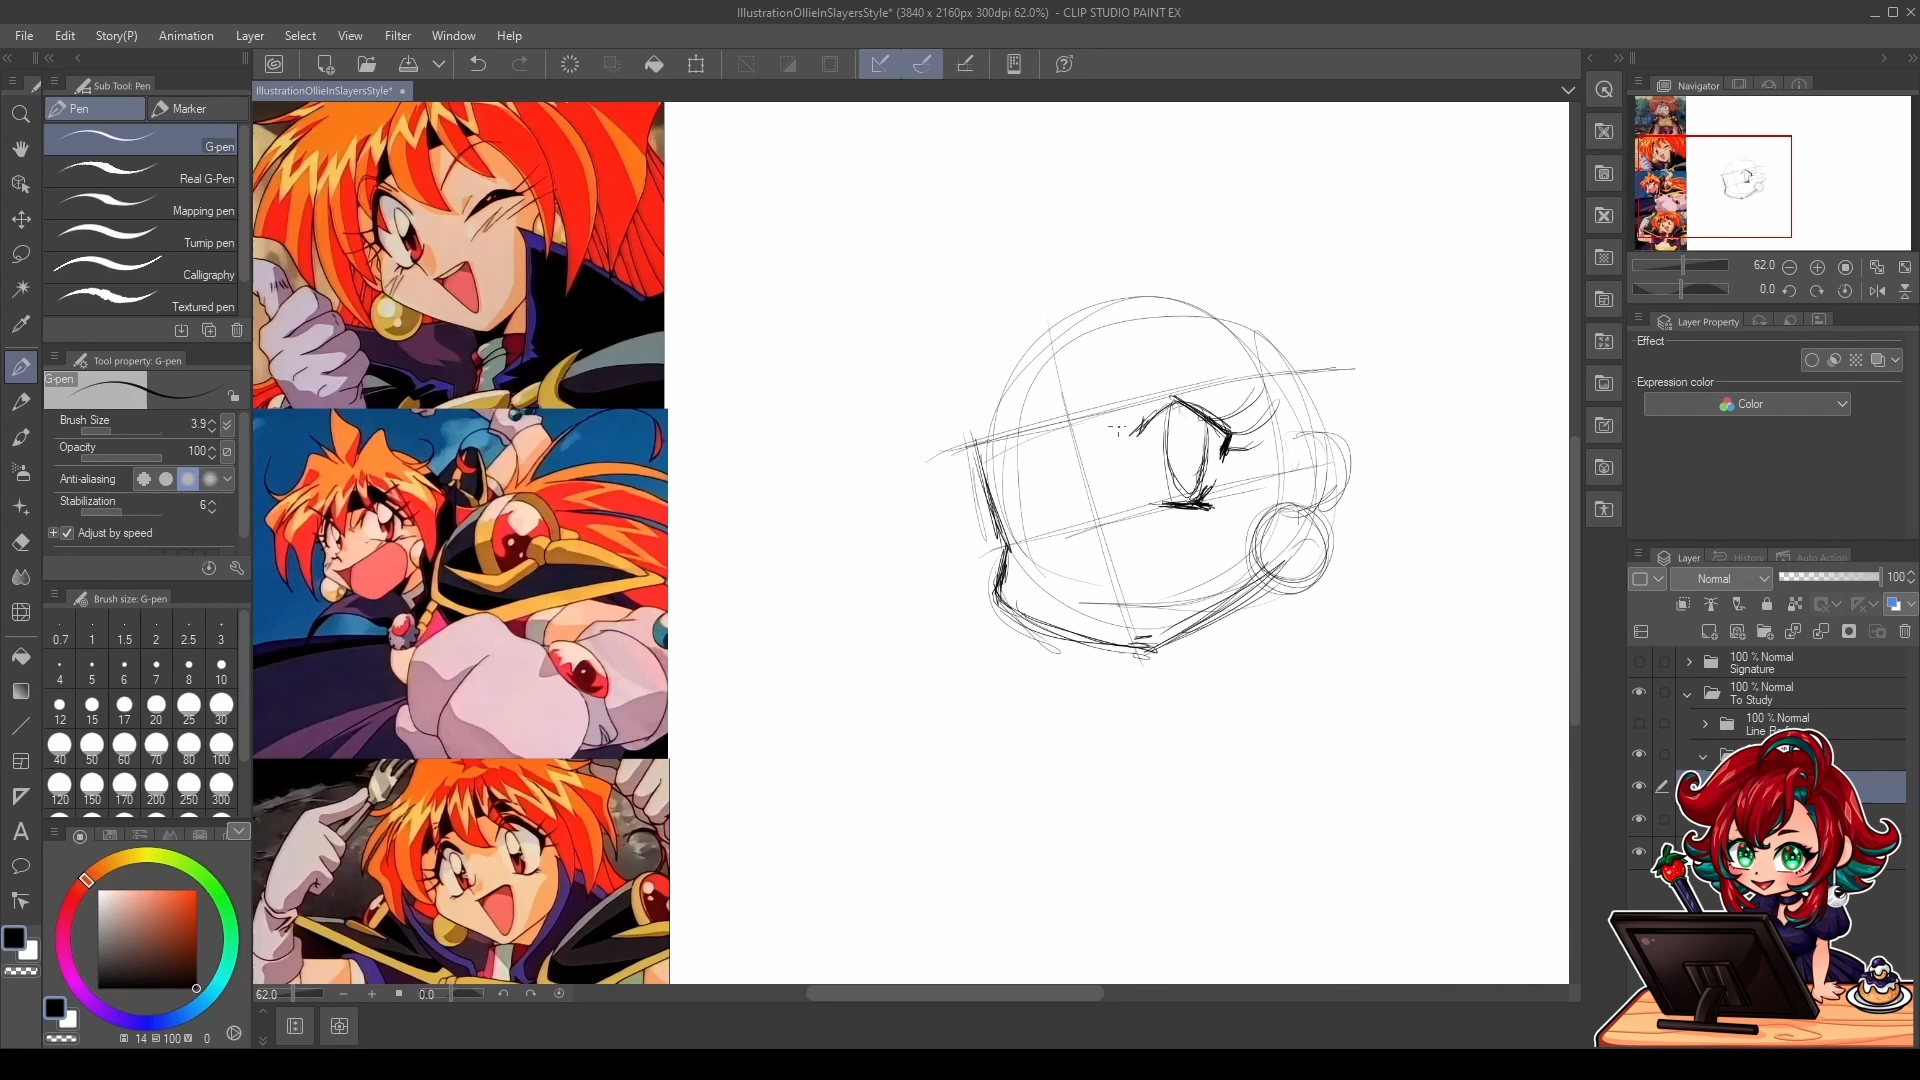 IllustrationOllieInSlayersStyle* (3840 x 2160px 300dpi 62.0%)  - CLIP STUDIO PAINT EX
File Edit Story(P) Animation Layer Select View Filter Window Help
Sub Tool: Pen
Pen Marker
G-pen
Real G-Pen
Mapping pen
Turnip pen
Calligraphy
Textured pen
Tool property: G-pen
G-pen
Brush Size 3.9
Opacity 100
Anti-aliasing
Stabilization 6
Adjust by speed
Brush size: G-pen
0.7 1 1.5 2 2.5 3
4 5 6 7 8 10
12 15 17 20 25 30
40 50 60 70 80 100
120 150 170 200 250 300
H 14 S 100 V 0
IllustrationOllieInSlayersStyle*
62.0 0.0
Navigator
62.0
0.0
Layer Property
Effect
Expression color
Color
Layer History Auto Action
Normal 100
100 % Normal
Signature
100 % Normal
To Study
100 % Normal